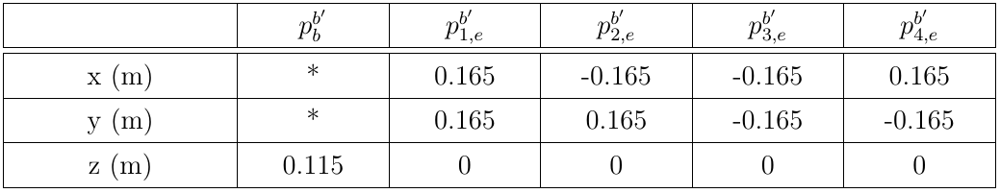 $p_{b}^{b'}$ $p_{1,e}^{b'}$ $p_{2,e}^{b'}$ $p_{3,e}^{b'}$ $p_{4,e}^{b'}$
x (m) * 0.165 -0.165 -0.165 0.165
y (m) * 0.165 0.165 -0.165 -0.165
z (m) 0.115 0 0 0 0